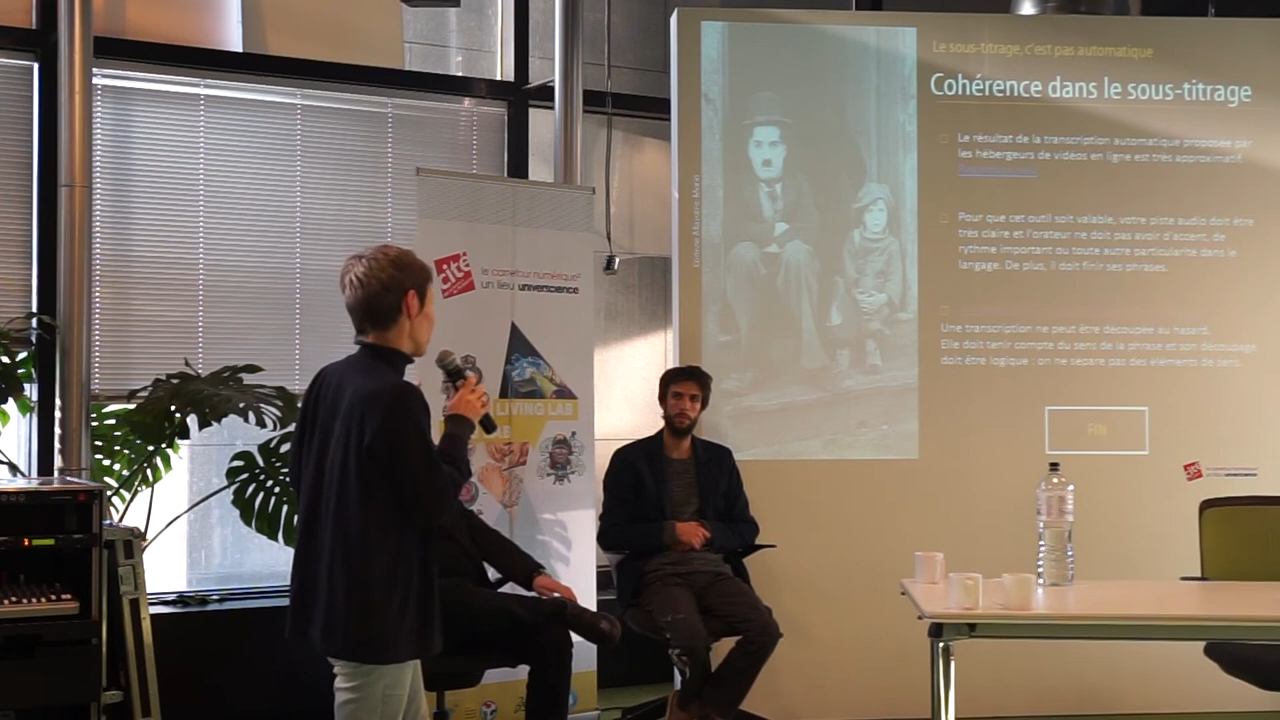 Le sous-titrage, c'est pas automatique
Cohérence dans le sous-titrage
Le résultat de la transcription automatique proposée par
les hébergeurs de vidéos en ligne est très approximatif.
Pour que cet outil soit valable, votre piste audio doit être
très claire et l'orateur ne doit pas avoir d'accent, de
rythme important ou toute autre particularité dans le
langage. De plus, il doit finir ses phrases.
Une transcription ne peut être découpée au hasard.
Elle doit tenir compte du sens de la phrase et son découpage
doit être logique : on ne sépare pas des éléments de sens.
FIN
cité
le carrefour numérique²
un lieu universcience
LIVING LAB